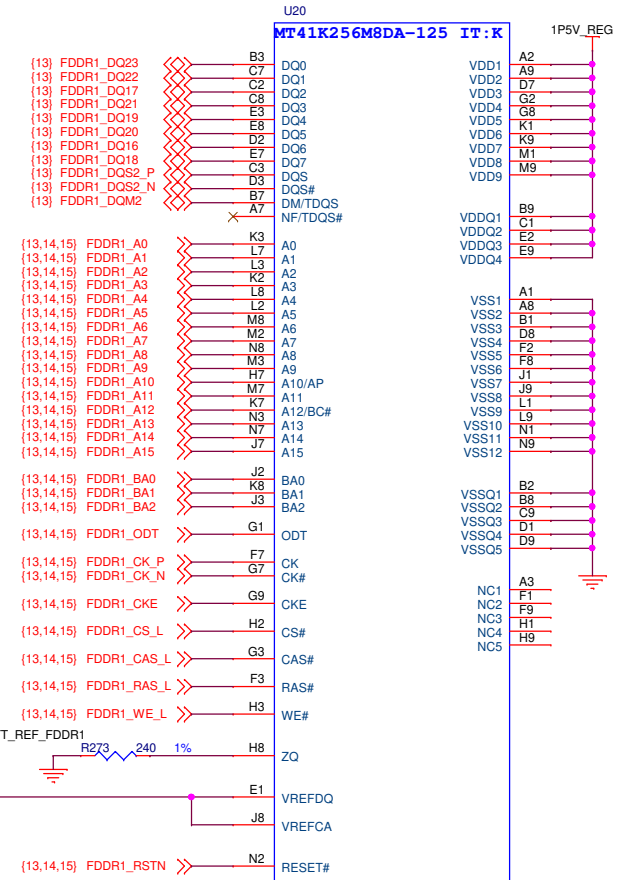 U20
MT41K256M8DA-125 IT:K
1P5V_REG
{13} FDDR1_DQ23 B3 DQ0 VDD1 A2
{13} FDDR1_DQ22 C7 DQ1 VDD2 A9
{13} FDDR1_DQ17 C2 DQ2 VDD3 D7
{13} FDDR1_DQ21 C8 DQ3 VDD4 G2
{13} FDDR1_DQ19 E3 DQ4 VDD5 G8
{13} FDDR1_DQ20 E8 DQ5 VDD6 K1
{13} FDDR1_DQ16 D2 DQ6 VDD7 K9
{13} FDDR1_DQ18 E7 DQ7 VDD8 M1
{13} FDDR1_DQS2_P C3 DQS VDD9 M9
{13} FDDR1_DQS2_N D3 DQS#
{13} FDDR1_DQM2 B7 DM/TDQS
A7 NF/TDQS# VDDQ1 B9
VDDQ2 C1
{13,14,15} FDDR1_A0 K3 A0 VDDQ3 E2
{13,14,15} FDDR1_A1 L7 A1 VDDQ4 E9
{13,14,15} FDDR1_A2 L3 A2
{13,14,15} FDDR1_A3 K2 A3
{13,14,15} FDDR1_A4 L8 A4 VSS1 A1
{13,14,15} FDDR1_A5 L2 A5 VSS2 A8
{13,14,15} FDDR1_A6 M8 A6 VSS3 B1
{13,14,15} FDDR1_A7 M2 A7 VSS4 D8
{13,14,15} FDDR1_A8 N8 A8 VSS5 F2
{13,14,15} FDDR1_A9 M3 A9 VSS6 F8
{13,14,15} FDDR1_A10 H7 A10/AP VSS7 J1
{13,14,15} FDDR1_A11 M7 A11 VSS8 J9
{13,14,15} FDDR1_A12 K7 A12/BC# VSS9 L1
{13,14,15} FDDR1_A13 N3 A13 VSS10 L9
{13,14,15} FDDR1_A14 N7 A14 VSS11 N1
{13,14,15} FDDR1_A15 J7 A15 VSS12 N9
{13,14,15} FDDR1_BA0 J2 BA0
{13,14,15} FDDR1_BA1 K8 BA1 VSSQ1 B2
{13,14,15} FDDR1_BA2 J3 BA2 VSSQ2 B8
VSSQ3 C9
{13,14,15} FDDR1_ODT G1 ODT VSSQ4 D1
VSSQ5 D9
{13,14,15} FDDR1_CK_P F7 CK
{13,14,15} FDDR1_CK_N G7 CK#
NC1 A3
{13,14,15} FDDR1_CKE G9 CKE NC2 F1
NC3 F9
{13,14,15} FDDR1_CS_L H2 CS# NC4 H1
NC5 H9
{13,14,15} FDDR1_CAS_L G3 CAS#
{13,14,15} FDDR1_RAS_L F3 RAS#
{13,14,15} FDDR1_WE_L H3 WE#
T_REF_FDDR1
R273 240 1% H8 ZQ
E1 VREFDQ
J8 VREFCA
{13,14,15} FDDR1_RSTN N2 RESET#